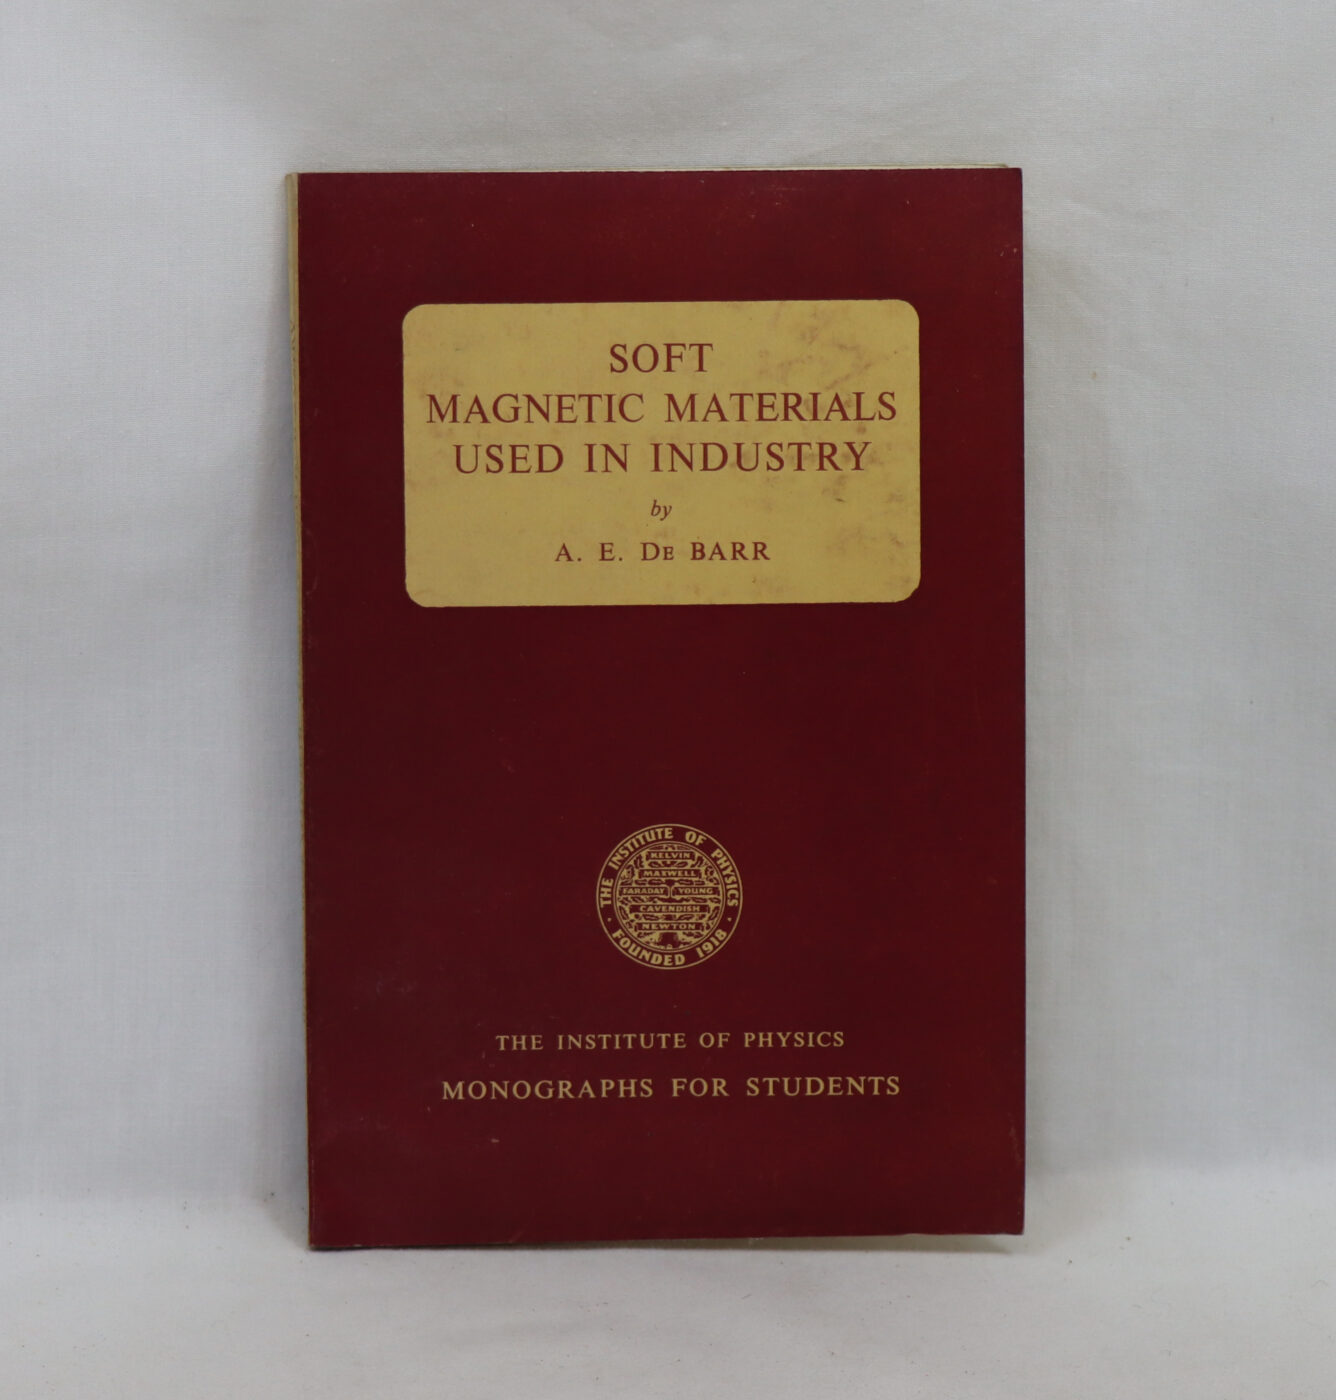 SOFT
MAGNETIC MATERIALS
USED IN INDUSTRY
by
A. E. DE BARR
THE INSTITUTE OF PHYSICS
KELVIN
MAXWELL
FARADAY YOUNG
CAVENDISH
NEWTON
· FOUNDED 1918 ·
THE INSTITUTE OF PHYSICS
MONOGRAPHS FOR STUDENTS